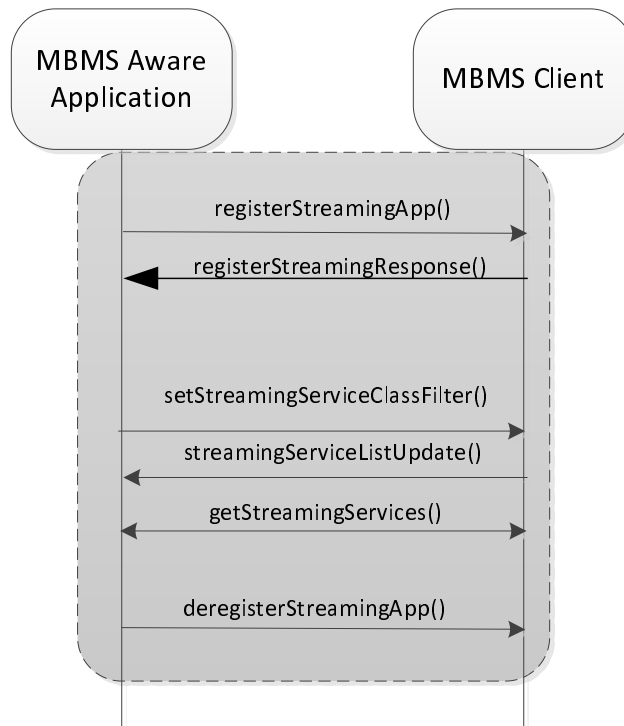 MBMS Aware
Application
MBMS Client
registerStreamingApp()
registerStreamingResponse()
setStreamingServiceClassFilter()
streamingServiceListUpdate()
getStreamingServices()
deregisterStreamingApp()